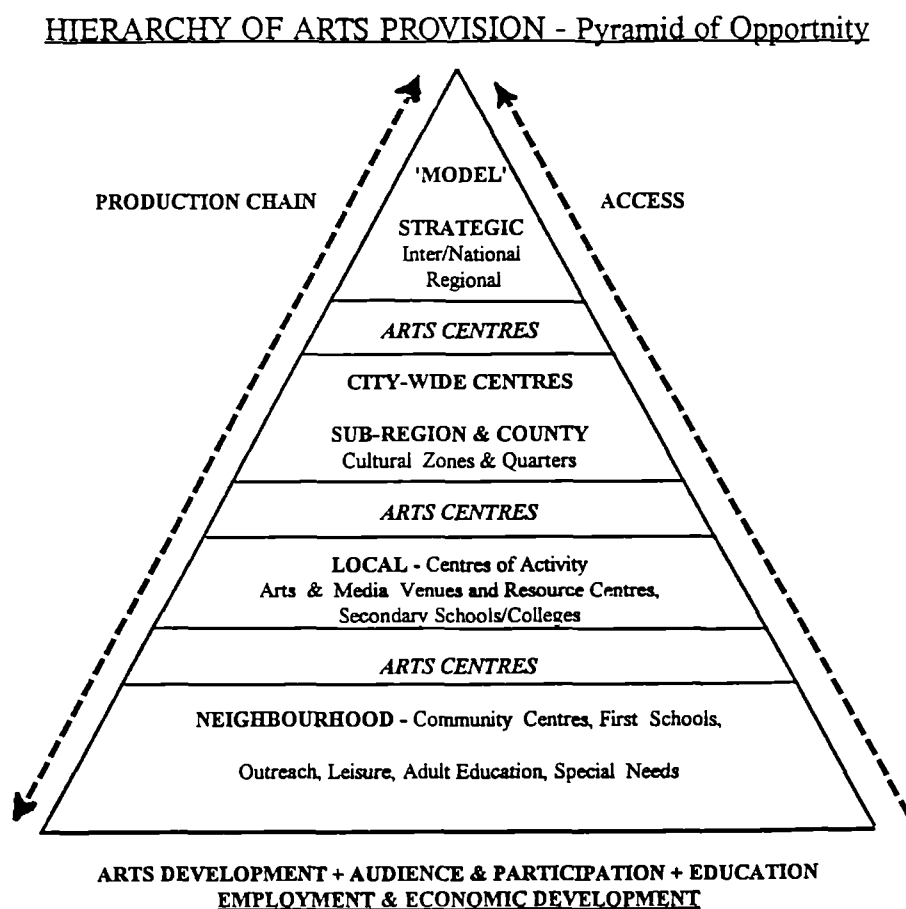 HIERARCHY OF ARTS PROVISION - Pyramid of Opportnity
'MODEL'
PRODUCTION CHAIN
ACCESS
STRATEGIC
Inter/National
Regional
ARTS CENTRES
CITY-WIDE CENTRES
SUB-REGION & COUNTY
Cultural Zones & Quarters
ARTS CENTRES
LOCAL - Centres of Activity
Arts & Media Venues and Resource Centres,
Secondary Schools/Colleges
ARTS CENTRES
NEIGHBOURHOOD - Community Centres, First Schools,
Outreach, Leisure, Adult Education, Special Needs
ARTS DEVELOPMENT + AUDIENCE & PARTICIPATION + EDUCATION
EMPLOYMENT & ECONOMIC DEVELOPMENT